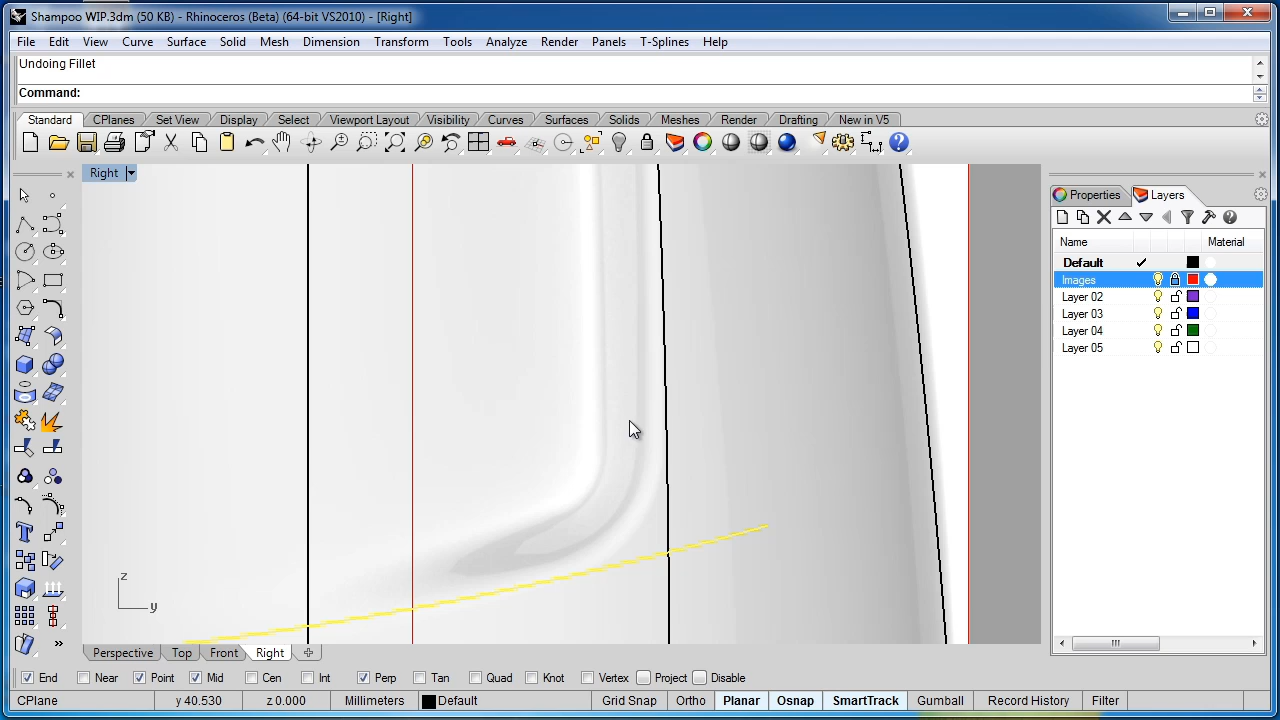 Shampoo WIP.3dm (50 KB) - Rhinoceros (Beta) (64-bit VS2010) - [Right]
File Edit View Curve Surface Solid Mesh Dimension Transform Tools Analyze Render Panels T-Splines Help
Undoing Fillet
Command:
Standard CPlanes Set View Display Select Viewport Layout Visibility Curves Surfaces Solids Meshes Render Drafting New in V5
Right
Properties Layers
Name Material
Default
Images
Layer 02
Layer 03
Layer 04
Layer 05
z
y
Perspective Top Front Right
End Near Point Mid Cen Int Perp Tan Quad Knot Vertex Project Disable
CPlane y 40.530 z 0.000 Millimeters Default Grid Snap Ortho Planar Osnap SmartTrack Gumball Record History Filter